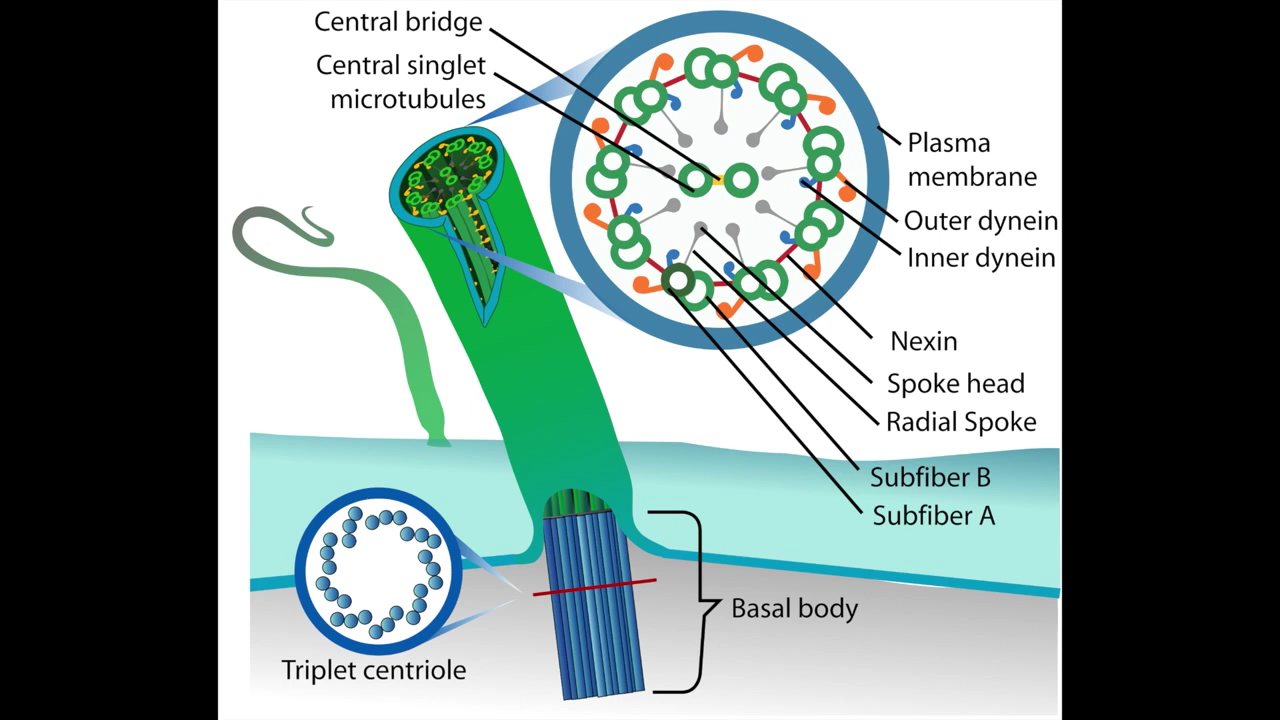 Central bridge
Central singlet
microtubules
Plasma
membrane
Outer dynein
Inner dynein
Nexin
Spoke head
Radial Spoke
Subfiber B
Subfiber A
Basal body
Triplet centriole